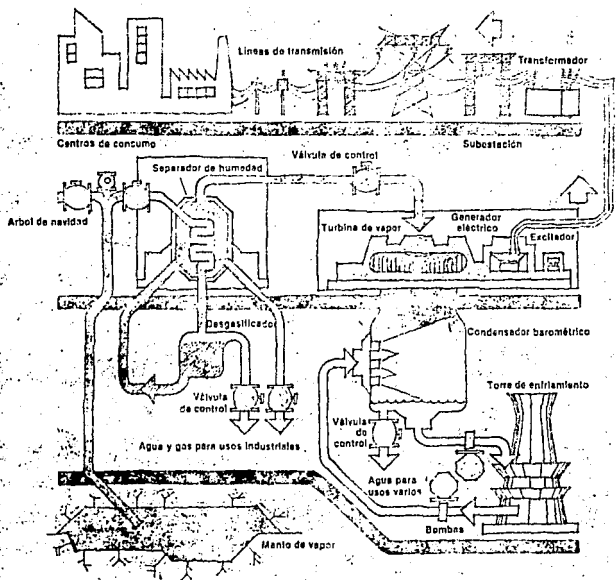 Líneas de transmisión
Transformador
Centros de consumo
Subestación
Separador de humedad
Válvula de control
Arbol de navidad
Turbina de vapor
Generador
eléctrico
Excitador
Desgasificador
Condensador barométrico
Válvula
de control
Torre de enfriamiento
Válvula
de
control
Agua y gas para usos industriales
Agua para
usos varios
Bombas
Manto de vapor